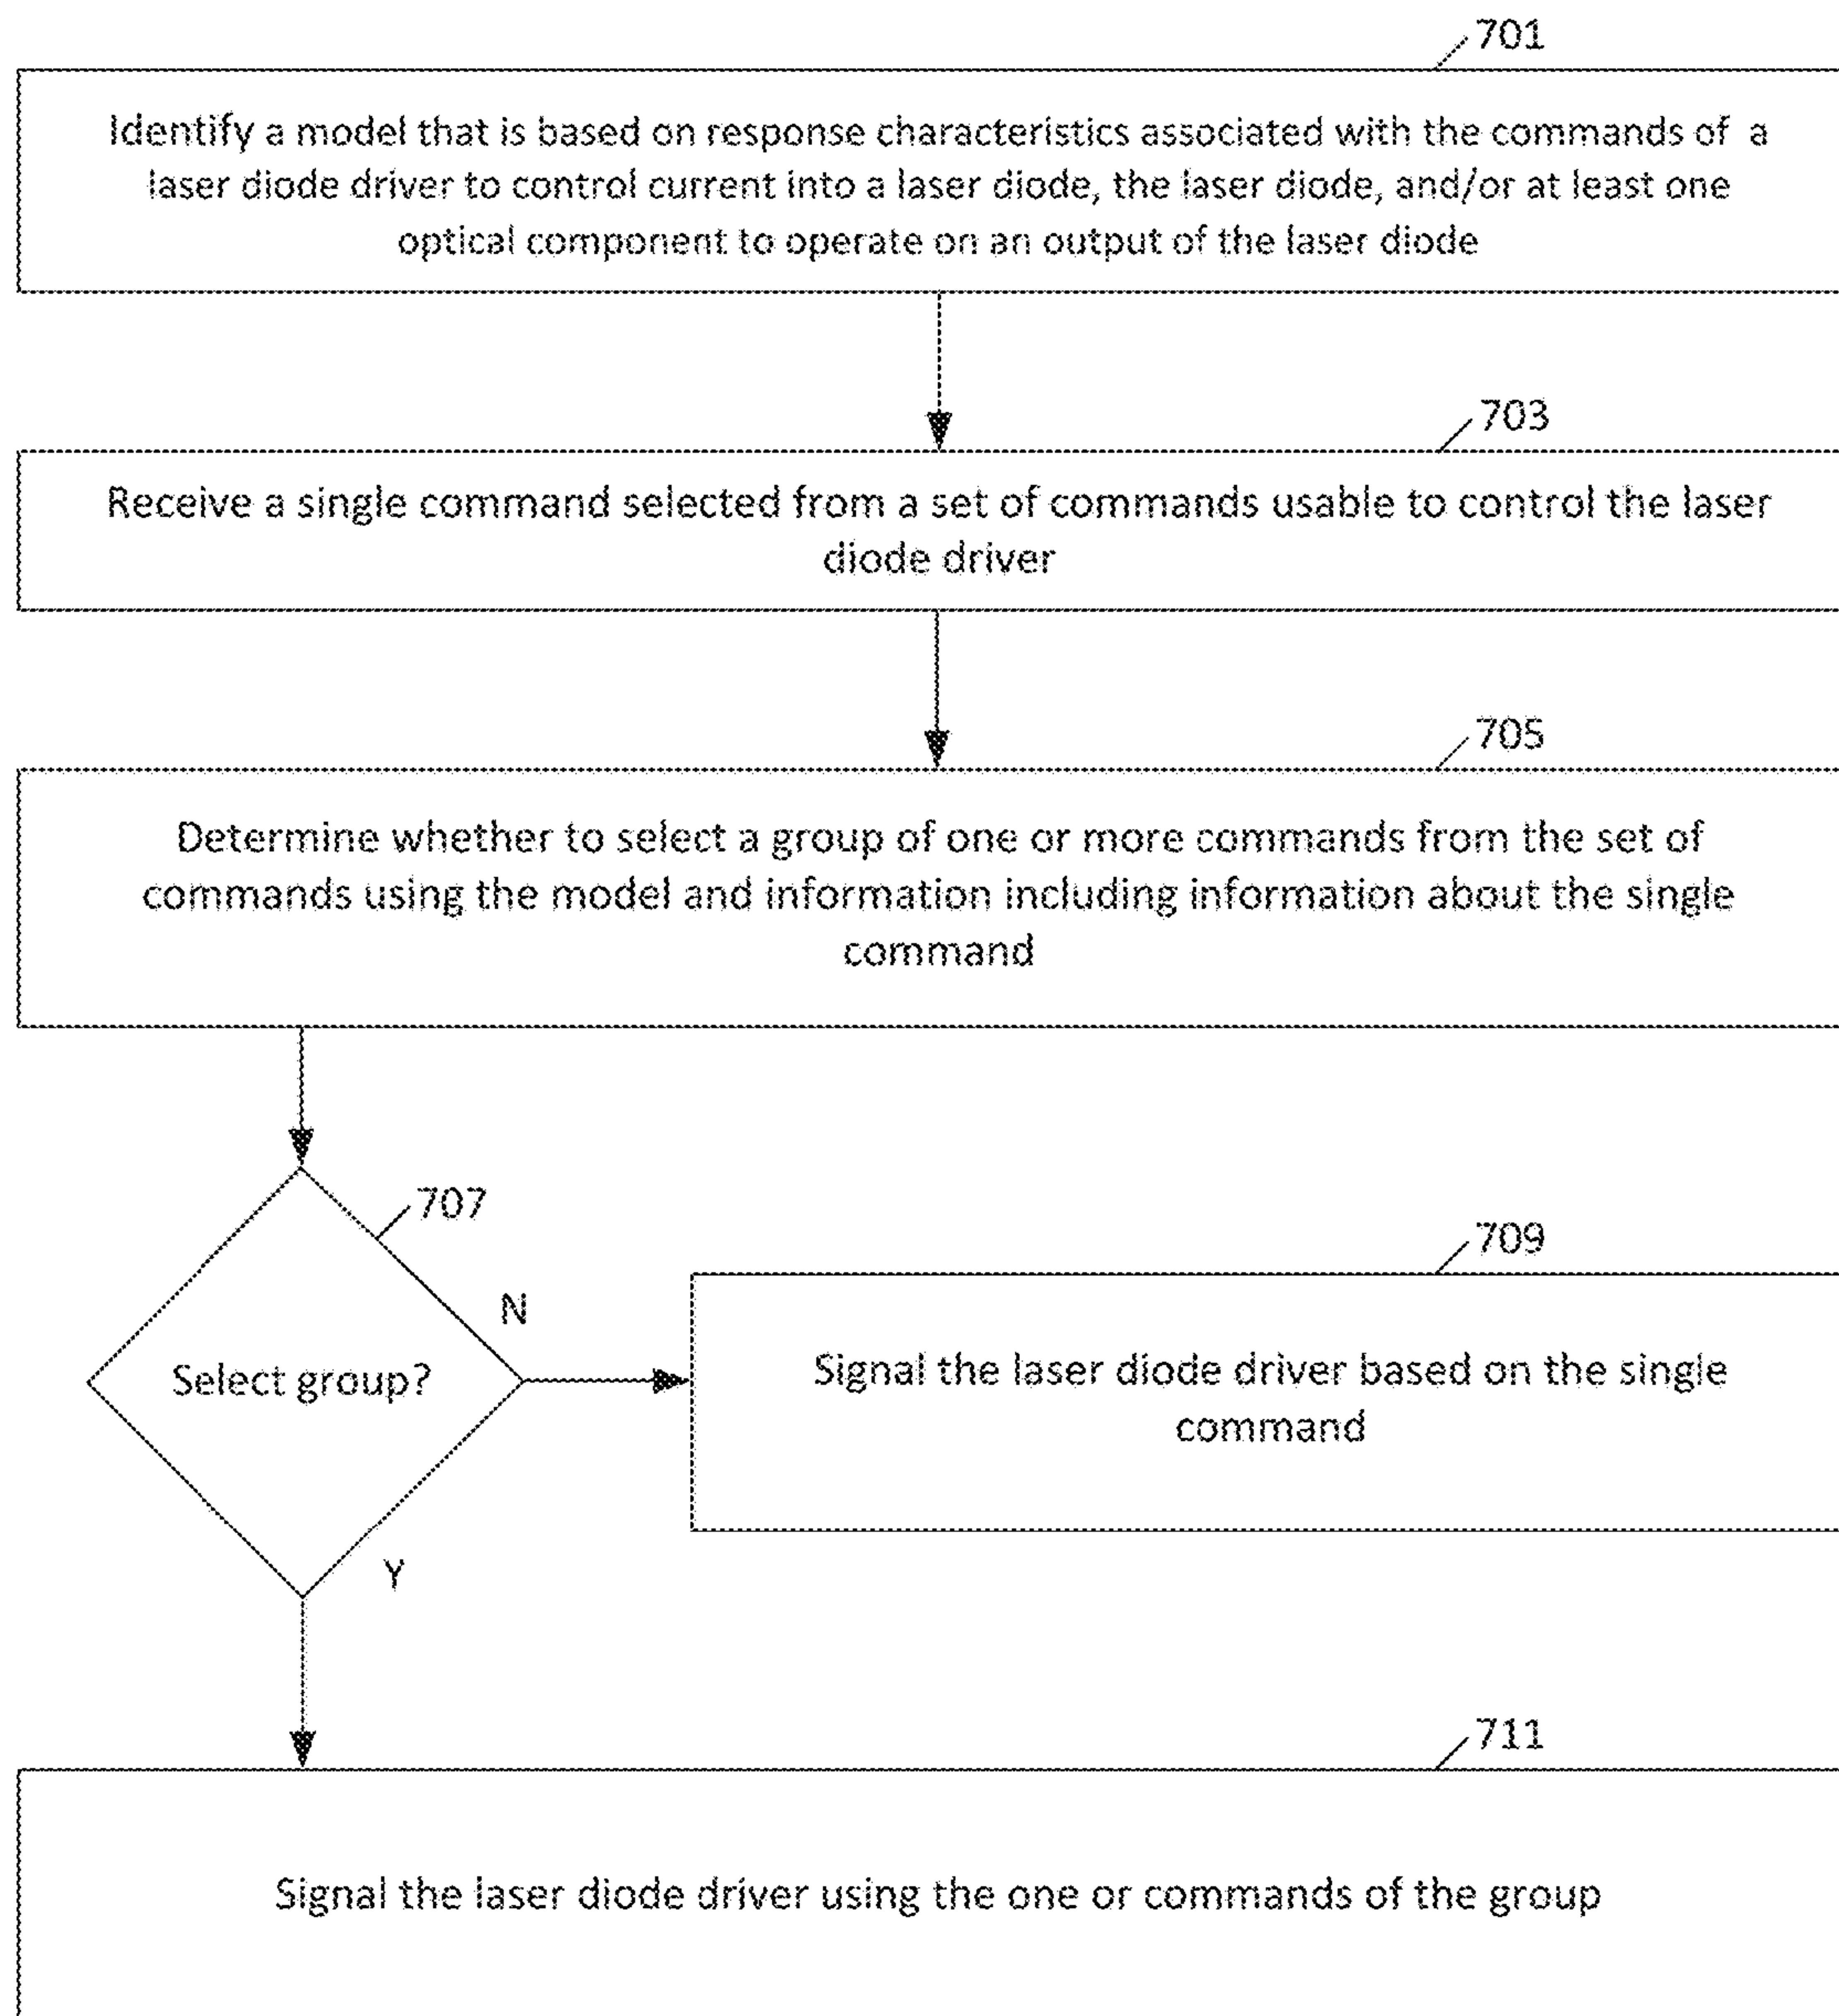 701
Identify a model that is based on response characteristics associated with the commands of a
laser diode driver to control current into a laser diode, the laser diode, and/or at least one
optical component to operate on an output of the laser diode
703
Receive a single command selected from a set of commands usable to control the laser
diode driver
705
Determine whether to select a group of one or more commands from the set of
commands using the model and information including information about the single
command
707
Select group?
N
Y
709
Signal the laser diode driver based on the single
command
711
Signal the laser diode driver using the one or commands of the group